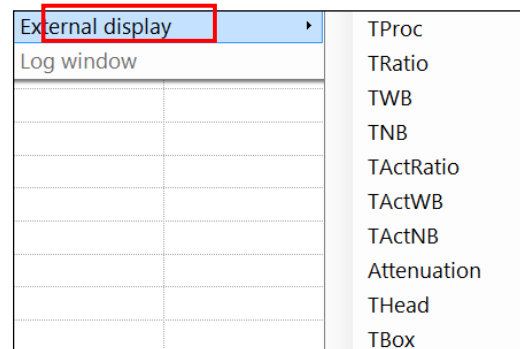 External display
Log window
TProc
TRatio
TWB
TNB
TActRatio
TActWB
TActNB
Attenuation
THead
TBox